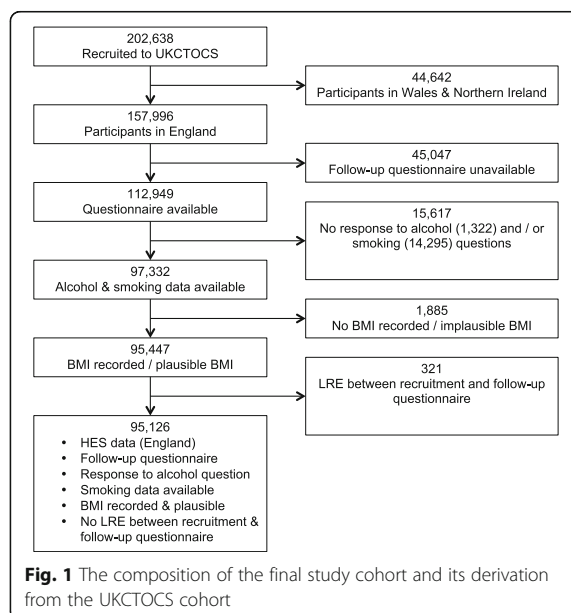 202,638
Recruited to UKCTOCS
44,642
Participants in Wales & Northern Ireland
157,996
Participants in England
45,047
Follow-up questionnaire unavailable
112,949
Questionnaire available
15,617
No response to alcohol (1,322) and / or
smoking (14,295) questions
97,332
Alcohol & smoking data available
1,885
No BMI recorded / implausible BMI
95,447
BMI recorded / plausible BMI
321
LRE between recruitment and follow-up
questionnaire
95,126
• HES data (England)
• Follow-up questionnaire
• Response to alcohol question
• Smoking data available
• BMI recorded & plausible
• No LRE between recruitment &
follow-up questionnaire
Fig. 1 The composition of the final study cohort and its derivation
from the UKCTOCS cohort